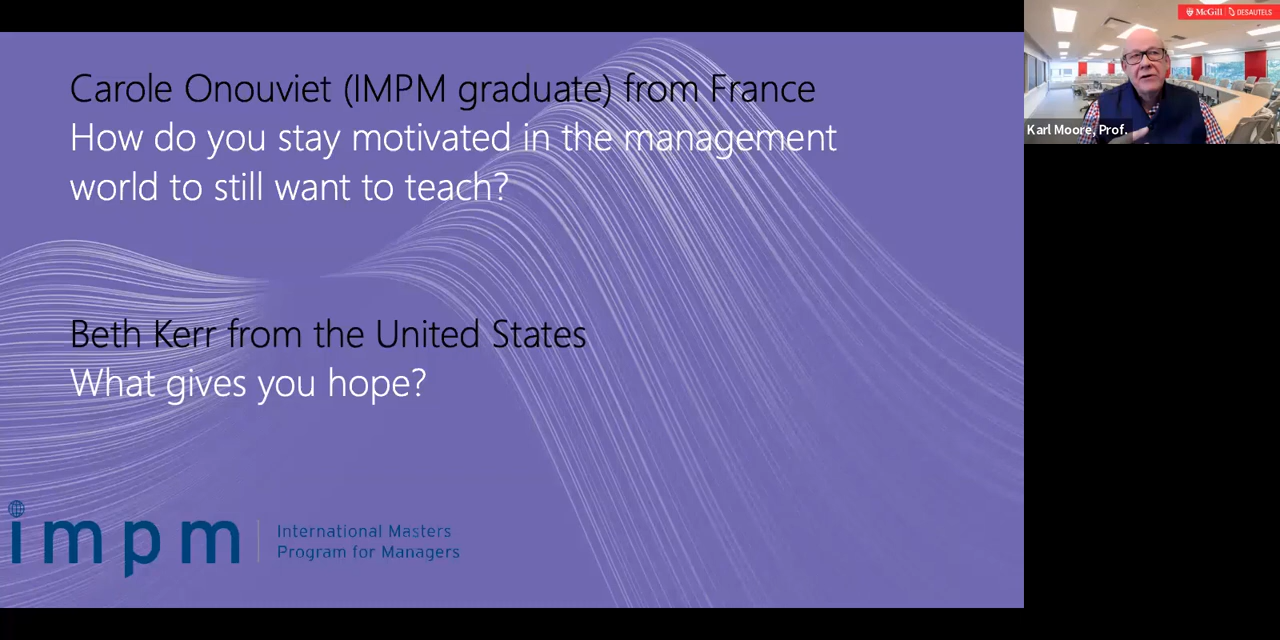 Carole Onouviet (IMPM graduate) from France
How do you stay motivated in the management
world to still want to teach?
Beth Kerr from the United States
What gives you hope?
impm
International Masters
Program for Managers
McGill DESAUTELS
Karl Moore, Prof.